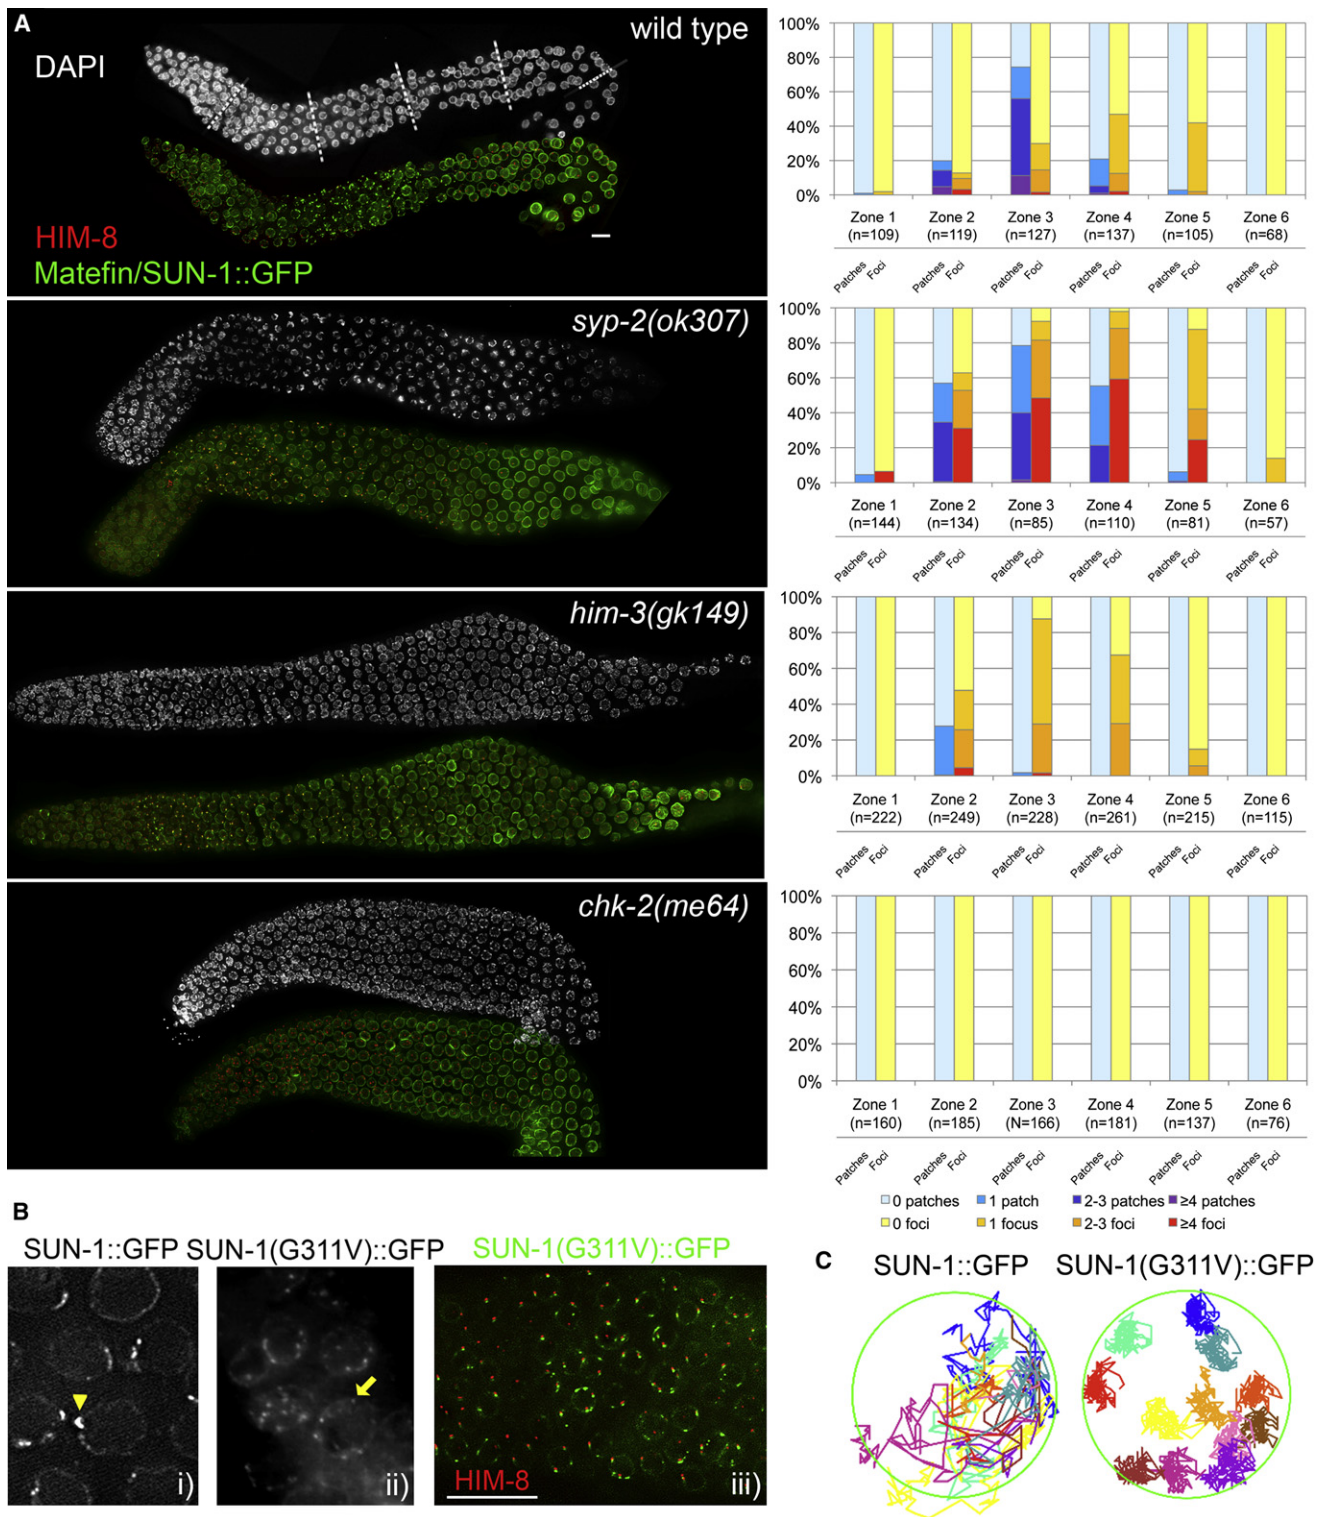 A
wild type
DAPI
HIM-8
Matefin/SUN-1::GFP
100%
80%
60%
40%
20%
0%
Zone 1 Zone 2 Zone 3 Zone 4 Zone 5 Zone 6
(n=109) (n=119) (n=127) (n=137) (n=105) (n=68)
Patches Foci Patches Foci Patches Foci Patches Foci Patches Foci Patches Foci
syp-2(ok307)
100%
80%
60%
40%
20%
0%
Zone 1 Zone 2 Zone 3 Zone 4 Zone 5 Zone 6
(n=144) (n=134) (n=85) (n=110) (n=81) (n=57)
Patches Foci Patches Foci Patches Foci Patches Foci Patches Foci Patches Foci
him-3(gk149)
100%
80%
60%
40%
20%
0%
Zone 1 Zone 2 Zone 3 Zone 4 Zone 5 Zone 6
(n=222) (n=249) (n=228) (n=261) (n=215) (n=115)
Patches Foci Patches Foci Patches Foci Patches Foci Patches Foci Patches Foci
chk-2(me64)
100%
80%
60%
40%
20%
0%
Zone 1 Zone 2 Zone 3 Zone 4 Zone 5 Zone 6
(n=160) (n=185) (N=166) (n=181) (n=137) (n=76)
Patches Foci Patches Foci Patches Foci Patches Foci Patches Foci Patches Foci
0 patches 1 patch 2-3 patches ≥4 patches
0 foci 1 focus 2-3 foci ≥4 foci
B
SUN-1::GFP SUN-1(G311V)::GFP SUN-1(G311V)::GFP
i) ii) HIM-8 iii)
C
SUN-1::GFP SUN-1(G311V)::GFP